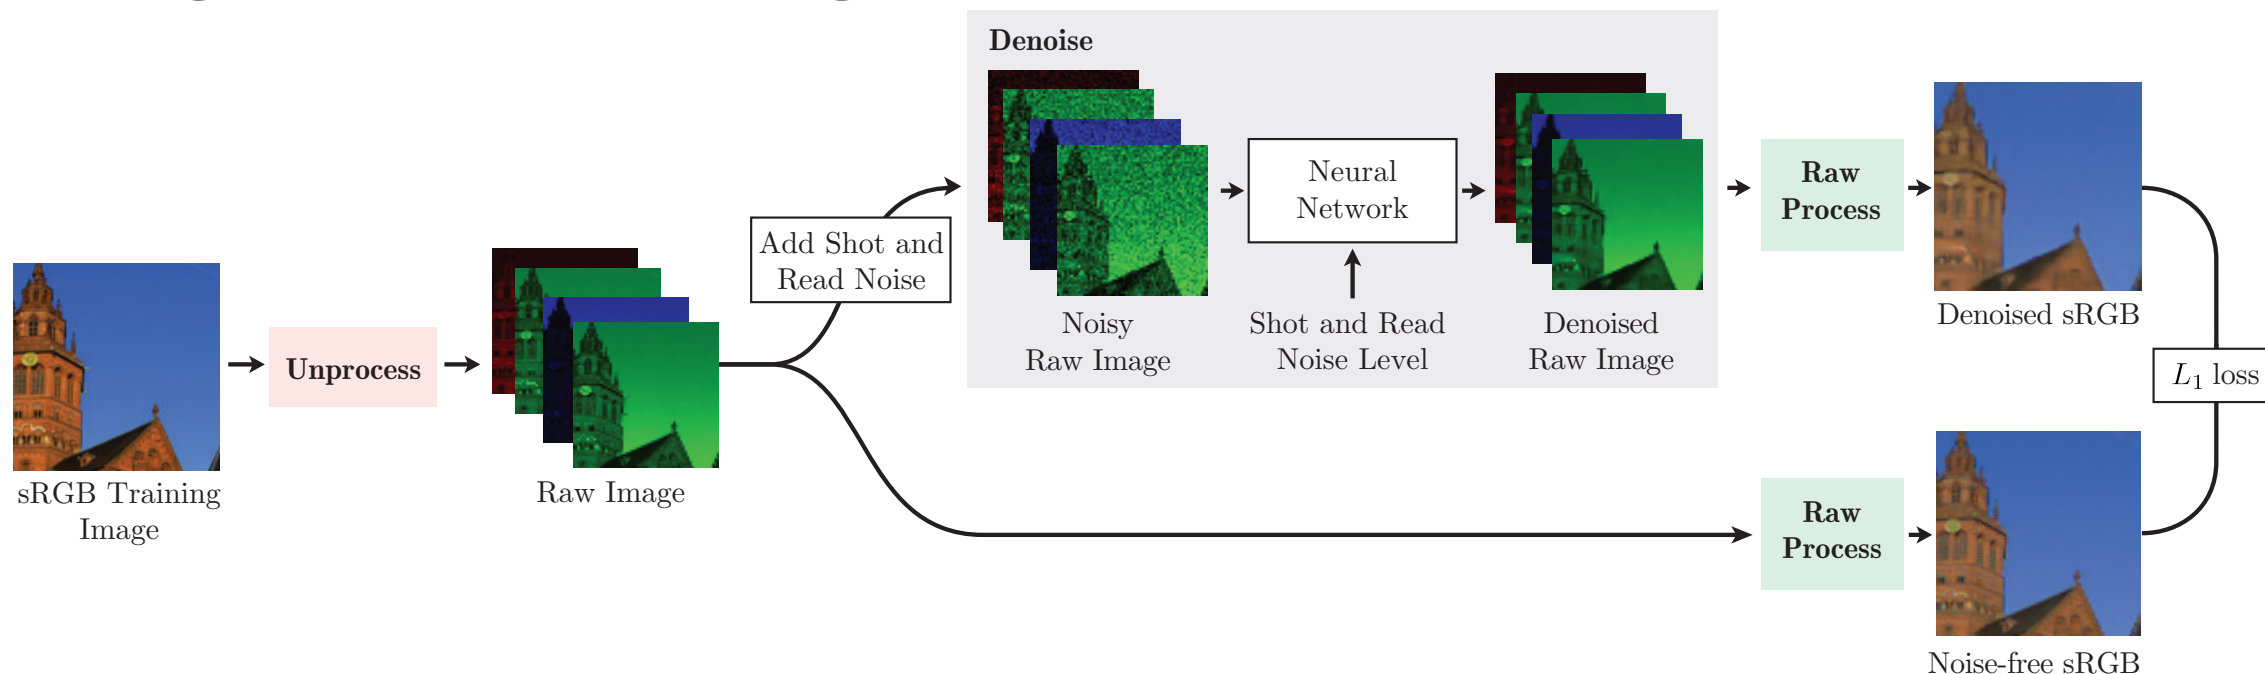 Denoise
Add Shot and
Read Noise
Neural
Network
Raw
Process
Unprocess
Noisy
Raw Image
Shot and Read
Noise Level
Denoised
Raw Image
Denoised sRGB
L₁ loss
sRGB Training
Image
Raw Image
Raw
Process
Noise-free sRGB